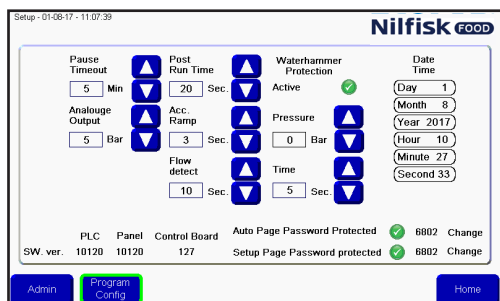 Setup - 01-08-17 - 11:07:39
Nilfisk FOOD
Pause Timeout
5 Min
Post Run Time
20 Sec.
Waterhammer Protection
Active
Date Time
Day 1
Month 8
Year 2017
Hour 10
Minute 27
Second 33
Analouge Output
5 Bar
Acc. Ramp
3 Sec.
Pressure
0 Bar
Flow detect
10 Sec.
Time
5 Sec.
PLC Panel Control Board
SW. ver. 10120 10120 127
Auto Page Password Protected 6802 Change
Setup Page Password protected 6802 Change
Admin
Program Config
Home